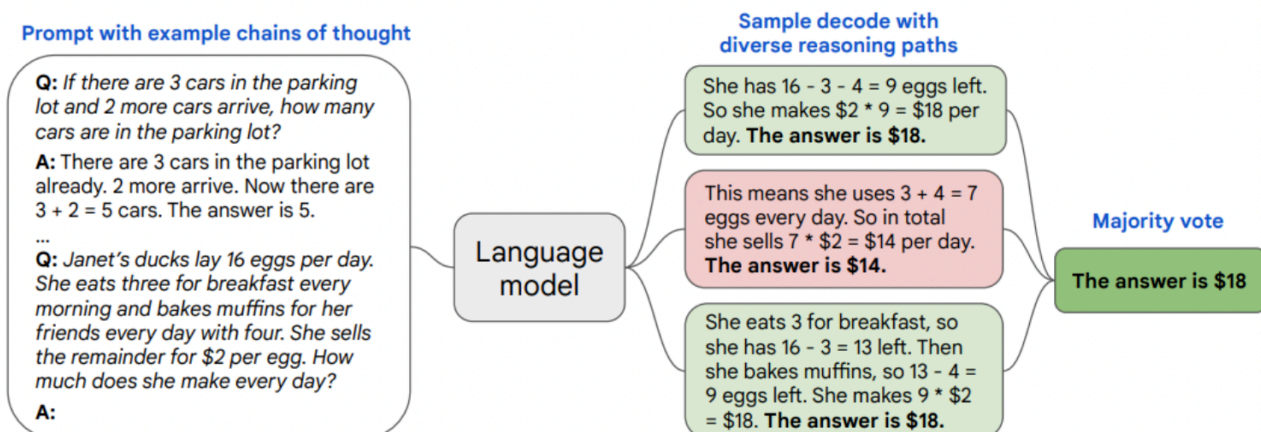 Prompt with example chains of thought
Q: If there are 3 cars in the parking
lot and 2 more cars arrive, how many
cars are in the parking lot?
A: There are 3 cars in the parking lot
already. 2 more arrive. Now there are
3 + 2 = 5 cars. The answer is 5.
...
Q: Janet's ducks lay 16 eggs per day.
She eats three for breakfast every
morning and bakes muffins for her
friends every day with four. She sells
the remainder for $2 per egg. How
much does she make every day?
A:
Language
model
Sample decode with
diverse reasoning paths
She has 16 - 3 - 4 = 9 eggs left.
So she makes $2 * 9 = $18 per
day. The answer is $18.
This means she uses 3 + 4 = 7
eggs every day. So in total
she sells 7 * $2 = $14 per day.
The answer is $14.
She eats 3 for breakfast, so
she has 16 - 3 = 13 left. Then
she bakes muffins, so 13 - 4 =
9 eggs left. She makes 9 * $2
= $18. The answer is $18.
Majority vote
The answer is $18